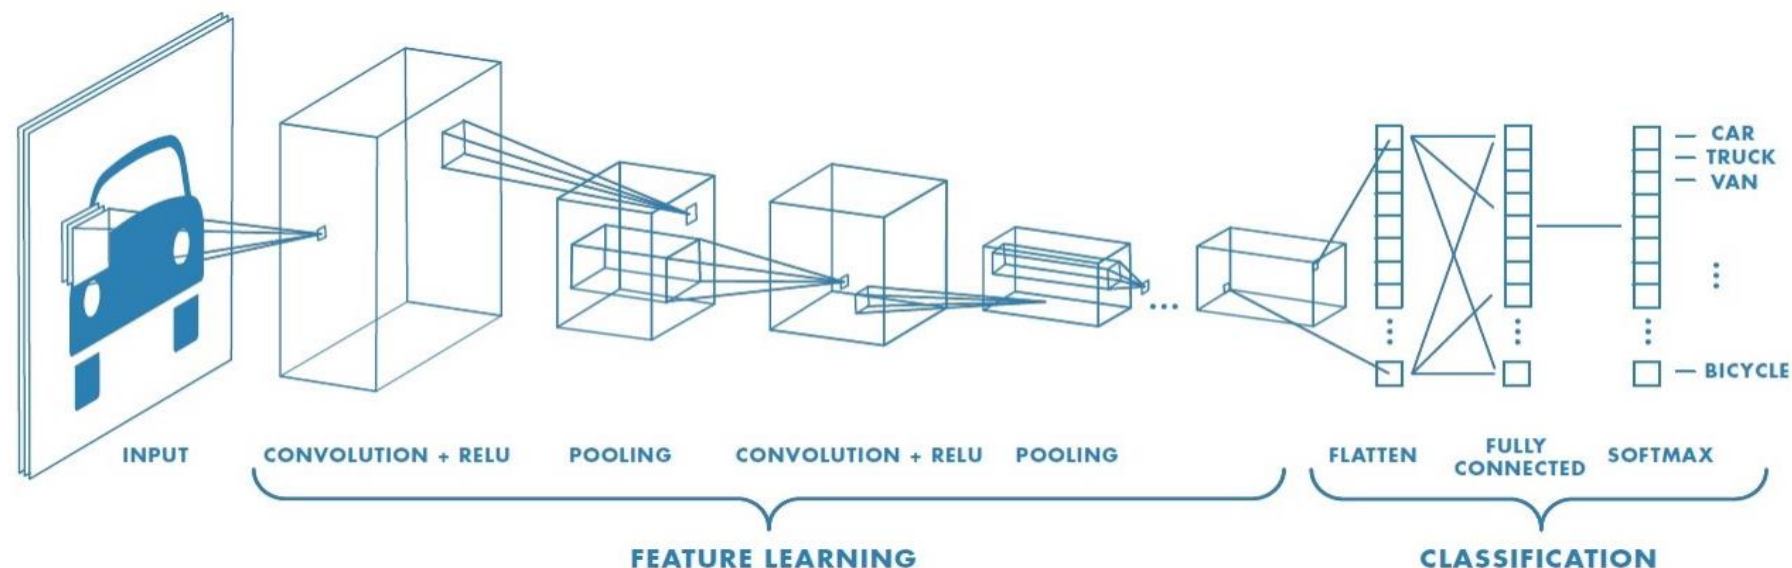 CAR
TRUCK
VAN
BICYCLE
INPUT
CONVOLUTION + RELU
POOLING
CONVOLUTION + RELU
POOLING
FLATTEN
FULLY
CONNECTED
SOFTMAX
FEATURE LEARNING
CLASSIFICATION